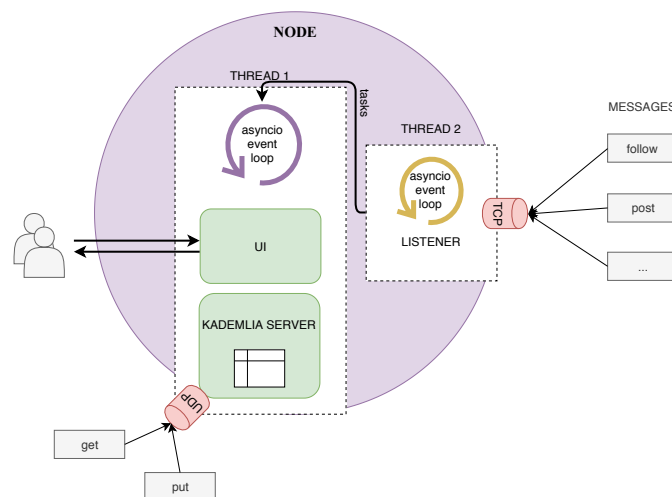 NODE
THREAD 1
tasks
asyncio
event
loop
THREAD 2
asyncio
event
loop
LISTENER
TCP
MESSAGES
follow
post
...
UI
KADEMLIA SERVER
UDP
get
put